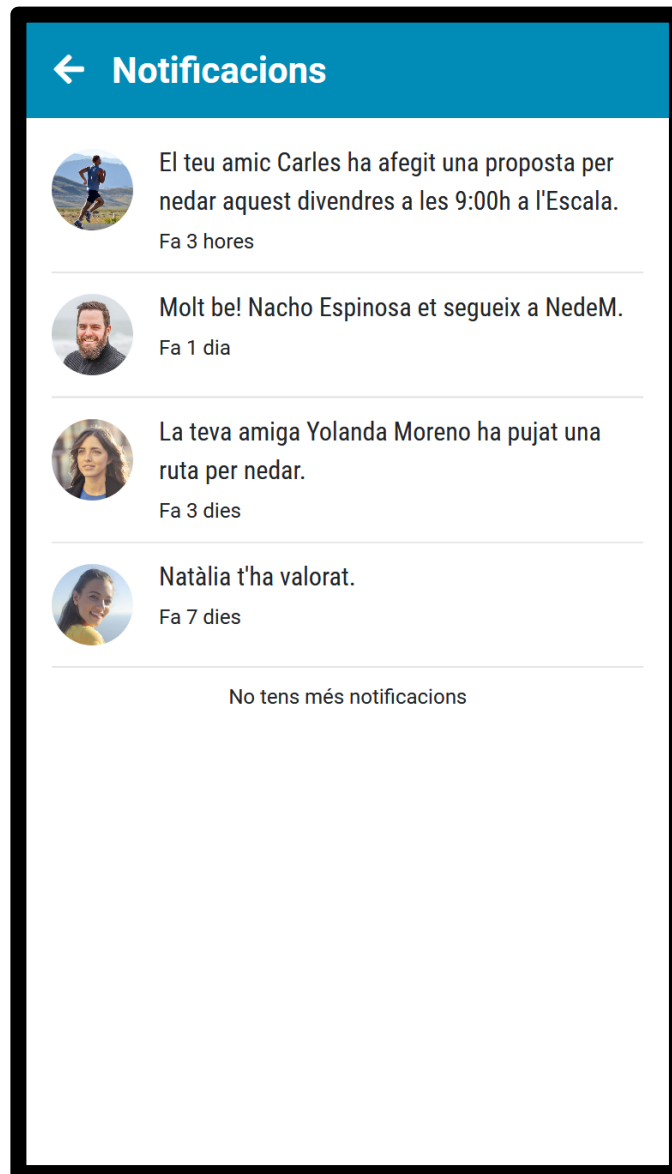 Notificacions
El teu amic Carles ha afegit una proposta per
nedar aquest divendres a les 9:00h a l'Escala.
Fa 3 hores
Molt be! Nacho Espinosa et segueix a NedeM.
Fa 1 dia
La teva amiga Yolanda Moreno ha pujat una
ruta per nedar.
Fa 3 dies
Natàlia t'ha valorat.
Fa 7 dies
No tens més notificacions